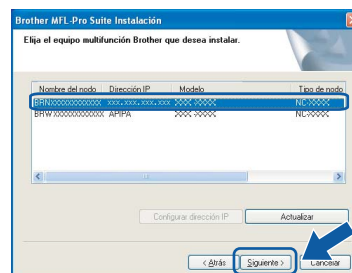 Brother MFL-Pro Suite Instalación
Elija el equipo multifunción Brother que desea instalar.
Nombre del nodo Dirección IP Modelo Tipo de nodo
BRNXXXXXXXXXXXX xxx.xxx.xxx.xxx XXX-XXXX NC-XXXX
BRWXXXXXXXXXXXX APIPA XXX-XXXX NC-XXXX
Configurar dirección IP Actualizar
< Atrás Siguiente > Cancelar